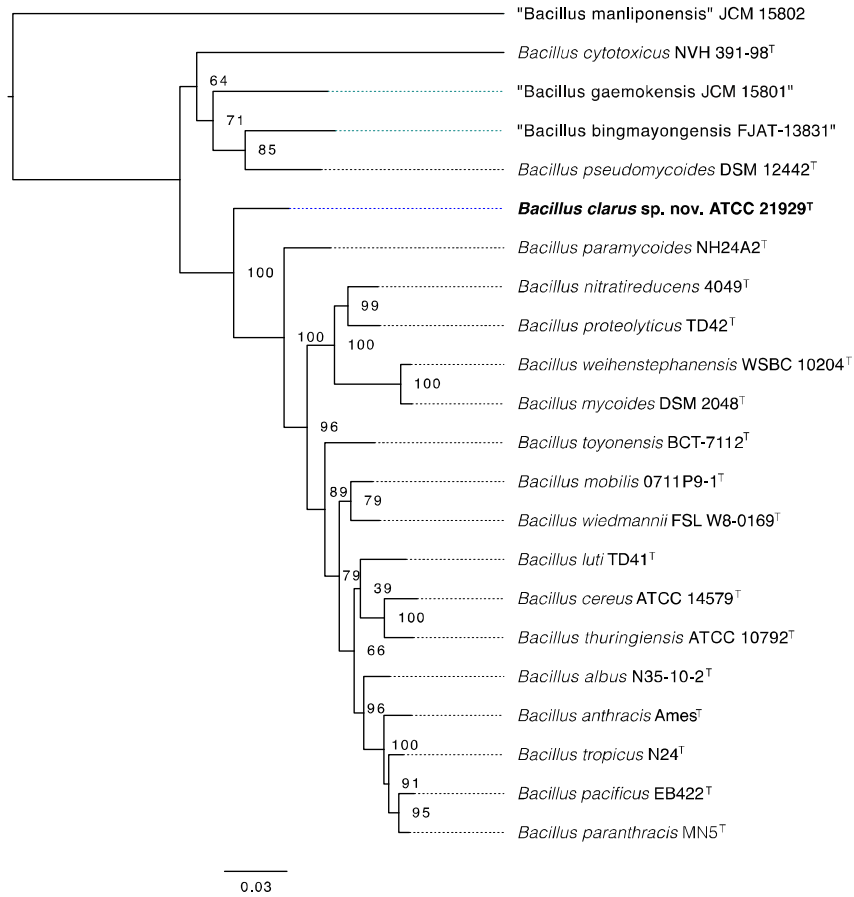 "Bacillus manliponensis" JCM 15802
Bacillus cytotoxicus NVH 391-98ᵀ
64
"Bacillus gaemokensis JCM 15801"
71
"Bacillus bingmayongensis FJAT-13831"
85
Bacillus pseudomycoides DSM 12442ᵀ
Bacillus clarus sp. nov. ATCC 21929ᵀ
Bacillus paramycoides NH24A2ᵀ
100
Bacillus nitratireducens 4049ᵀ
99
Bacillus proteolyticus TD42ᵀ
100
100
Bacillus weihenstephanensis WSBC 10204ᵀ
100
Bacillus mycoides DSM 2048ᵀ
96
Bacillus toyonensis BCT-7112ᵀ
Bacillus mobilis 0711P9-1ᵀ
89
79
Bacillus wiedmannii FSL W8-0169ᵀ
Bacillus luti TD41ᵀ
79
39
Bacillus cereus ATCC 14579ᵀ
100
Bacillus thuringiensis ATCC 10792ᵀ
66
Bacillus albus N35-10-2ᵀ
96
Bacillus anthracis Amesᵀ
100
Bacillus tropicus N24ᵀ
91
Bacillus pacificus EB422ᵀ
95
Bacillus paranthracis MN5ᵀ
0.03